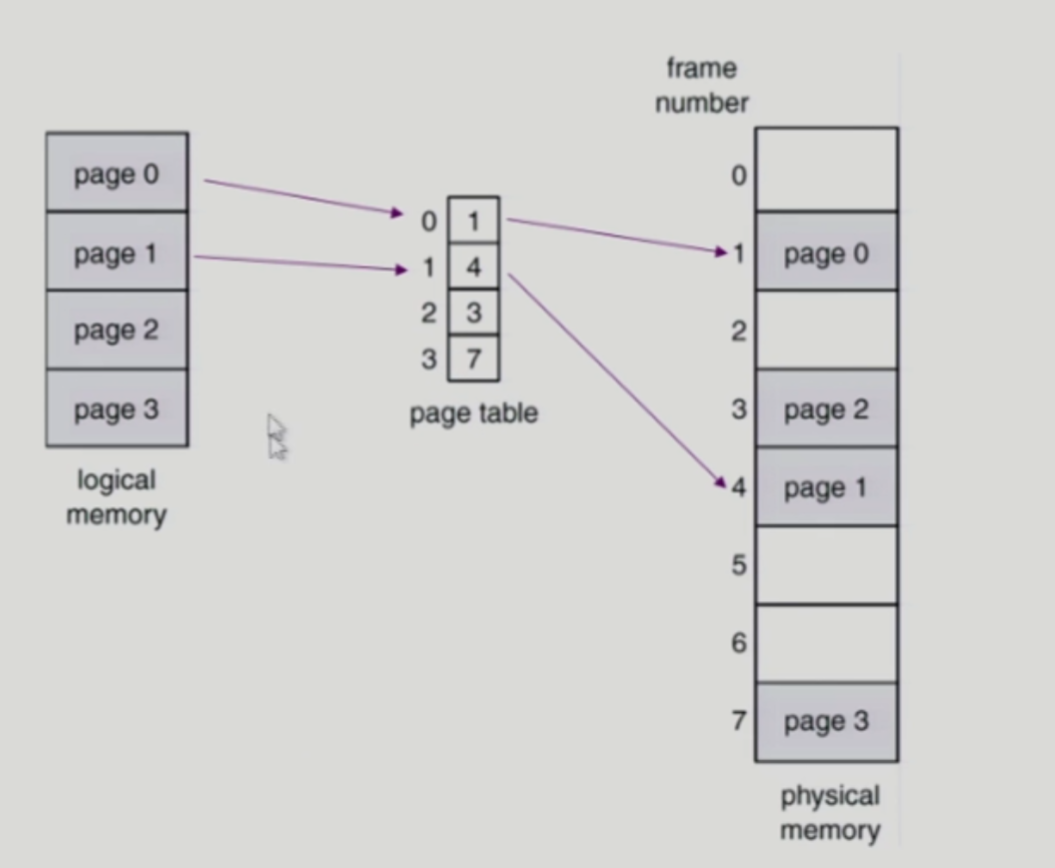 page 0
page 1
page 2
page 3
logical
memory
0 1
1 4
2 3
3 7
page table
frame
number
0
1 page 0
2
3 page 2
4 page 1
5
6
7 page 3
physical
memory